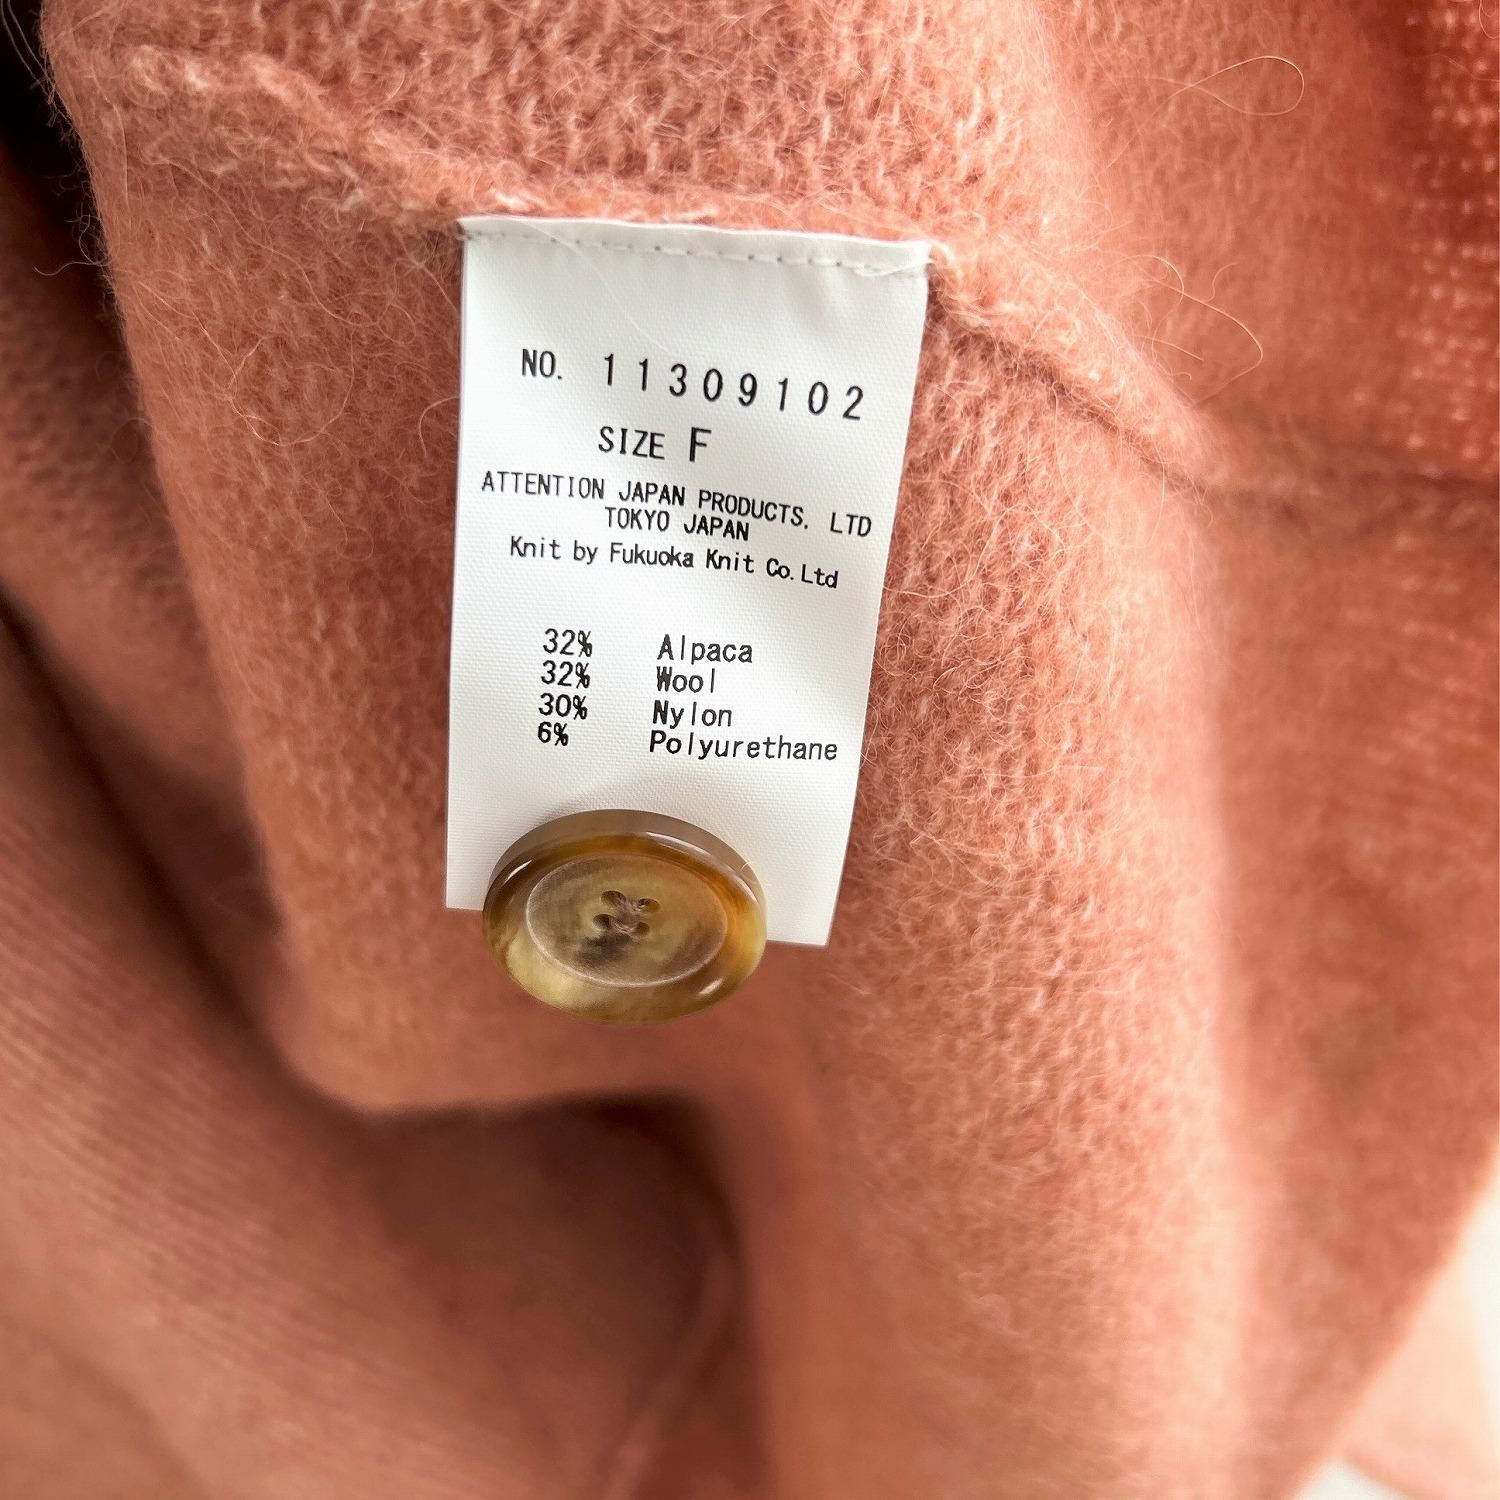 NO. 11309102
SIZE F
ATTENTION JAPAN PRODUCTS. LTD
TOKYO JAPAN
Knit by Fukuoka Knit Co.Ltd
32% Alpaca
32% Wool
30% Nylon
6% Polyurethane